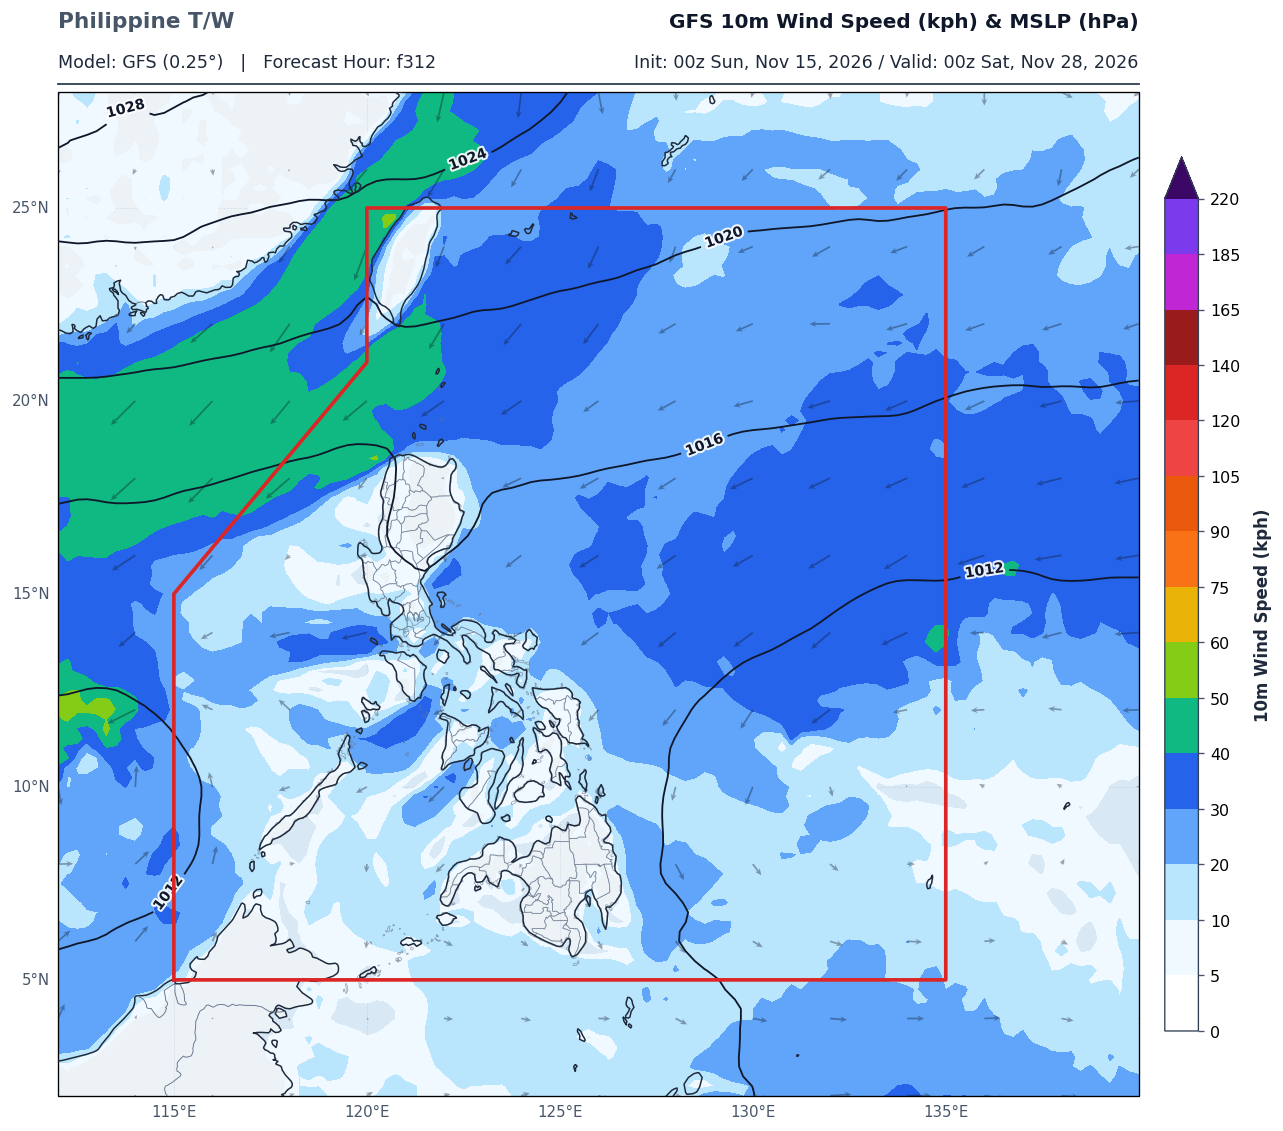 Philippine T/W
GFS 10m Wind Speed (kph) & MSLP (hPa)
Model: GFS (0.25°) | Forecast Hour: f312
Init: 00z Sun, Nov 15, 2026 / Valid: 00z Sat, Nov 28, 2026
1028
1024
1020
1016
1012
1012
25°N
20°N
15°N
10°N
5°N
115°E
120°E
125°E
130°E
135°E
220
185
165
140
120
105
90
75
60
50
40
30
20
10
5
0
10m Wind Speed (kph)